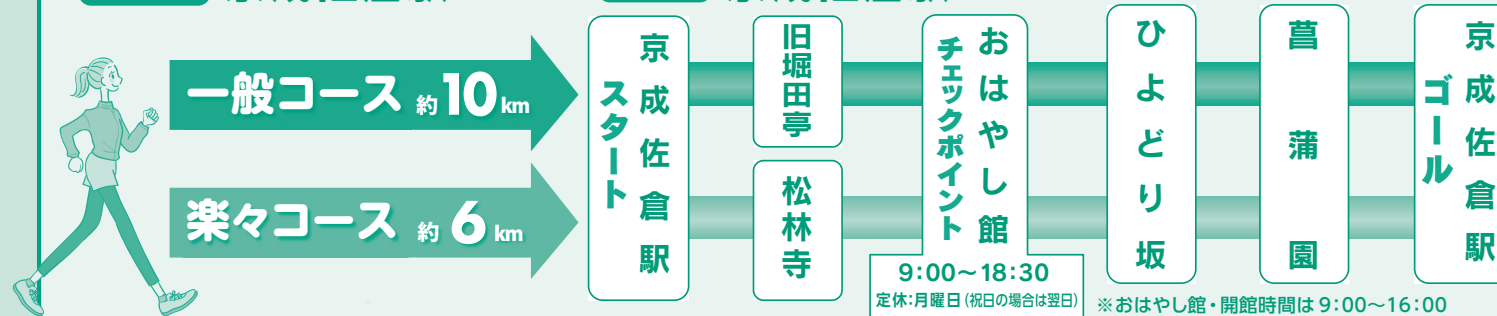 一般コース 約10km
楽々コース 約6km
京成佐倉駅
スタート
旧堀田亭
松林寺
おはやし館
チェックポイント
9:00～18:30
定休:月曜日(祝日の場合は翌日)
ひよどり坂
菖蒲園
京成佐倉駅
ゴール
※おはやし館・開館時間は9:00～16:00